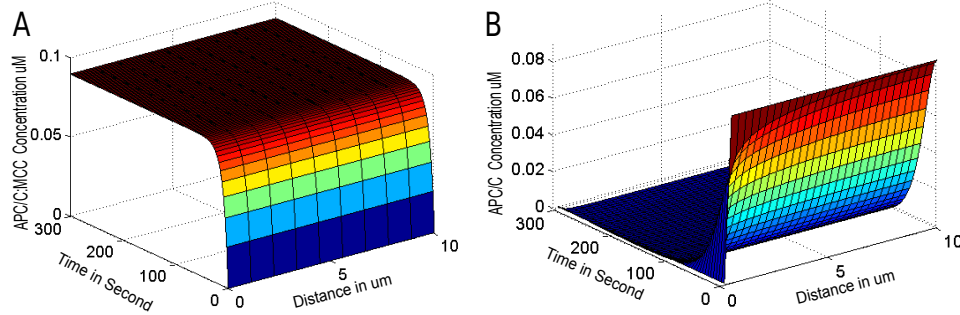 A
APC/C:MCC Concentration uM
0.1
0.05
0
300
200
100
0
Time in Second
0
5
10
Distance in um
B
APC/C Concentration uM
0.08
0.06
0.04
0.02
0
300
200
100
0
Time in Second
0
5
10
Distance in um